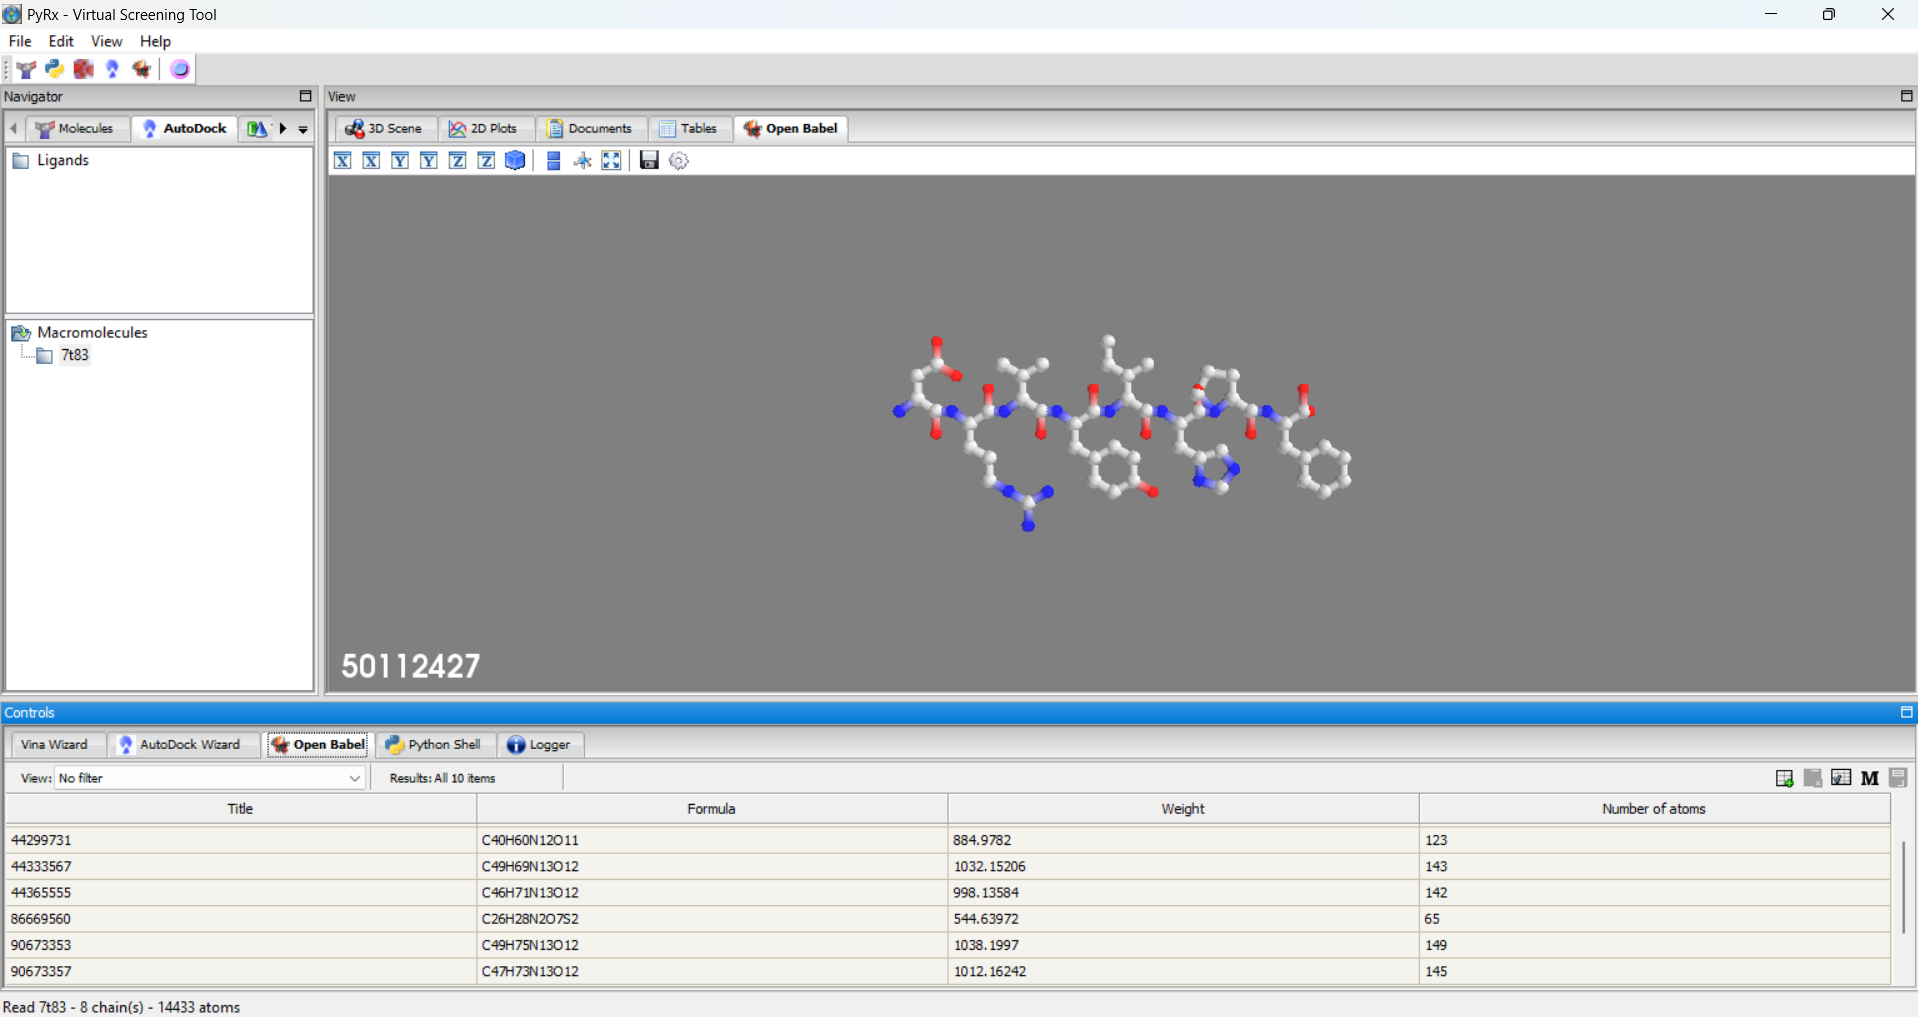 PyRx - Virtual Screening Tool
File Edit View Help
Navigator
View
Molecules AutoDock
3D Scene 2D Plots Documents Tables Open Babel
X X Y Y Z Z
Ligands
Macromolecules
7t83
50112427
Controls
Vina Wizard AutoDock Wizard Open Babel Python Shell Logger
View: No filter Results: All 10 items M
Title Formula Weight Number of atoms
44299731 C40H60N12O11 884.9782 123
44333567 C49H69N13O12 1032.15206 143
44365555 C46H71N13O12 998.13584 142
86669560 C26H28N2O7S2 544.63972 65
90673353 C49H75N13O12 1038.1997 149
90673357 C47H73N13O12 1012.16242 145
Read 7t83 - 8 chain(s) - 14433 atoms